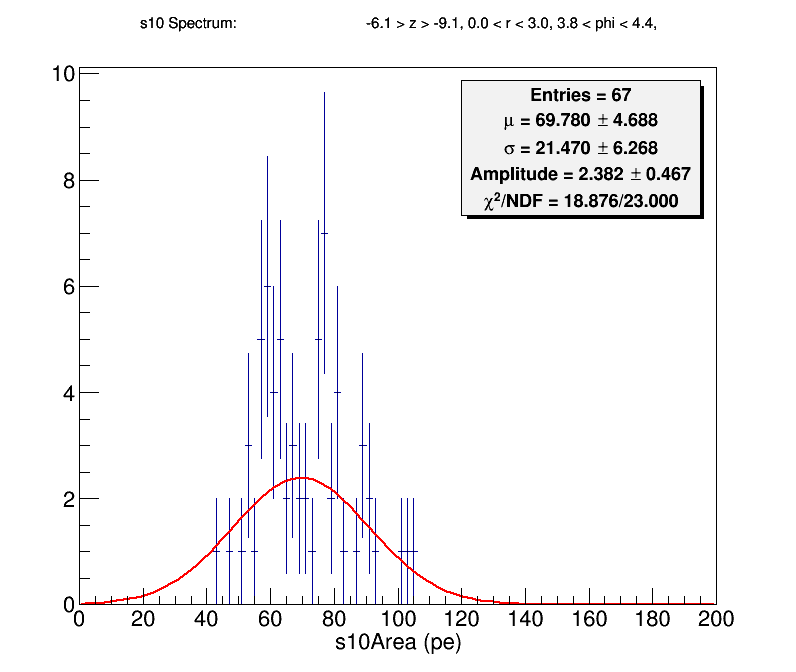 s10 Spectrum: -6.1 > z > -9.1, 0.0 < r < 3.0, 3.8 < phi < 4.4,
Entries = 67
μ = 69.780 ± 4.688
σ = 21.470 ± 6.268
Amplitude = 2.382 ± 0.467
χ²/NDF = 18.876/23.000
10
8
6
4
2
0
0 20 40 60 80 100 120 140 160 180 200
s10Area (pe)